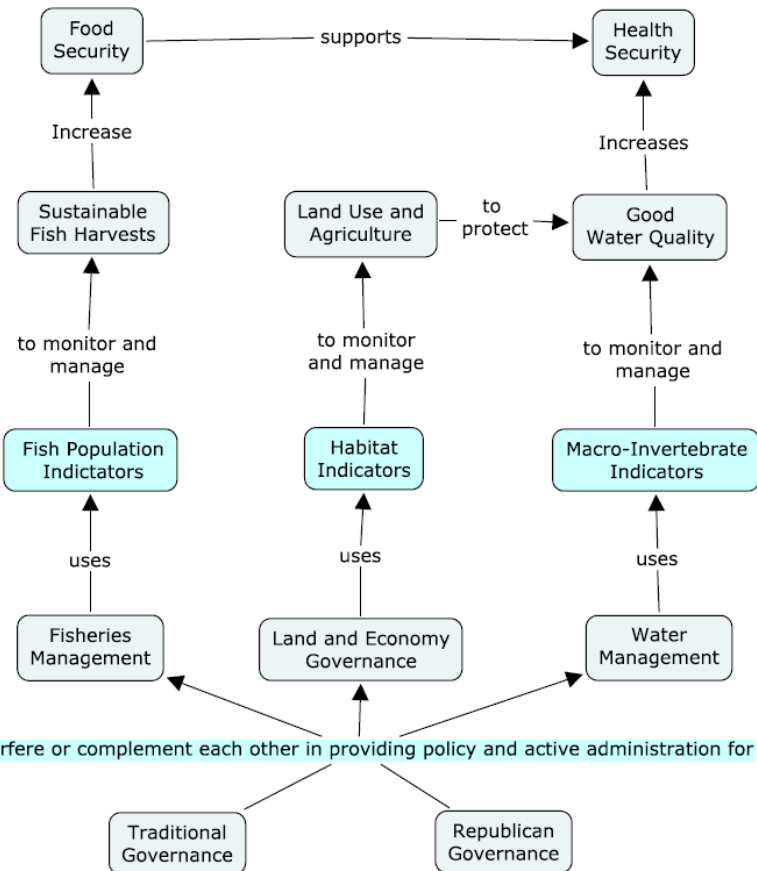 Food
Security
supports
Health
Security
Increase
Increases
Sustainable
Fish Harvests
Land Use and
Agriculture
to
protect
Good
Water Quality
to monitor and
manage
to monitor
and manage
to monitor and
manage
Fish Population
Indictators
Habitat
Indicators
Macro-Invertebrate
Indicators
uses
uses
uses
Fisheries
Management
Land and Economy
Governance
Water
Management
rfere or complement each other in providing policy and active administration for
Traditional
Governance
Republican
Governance